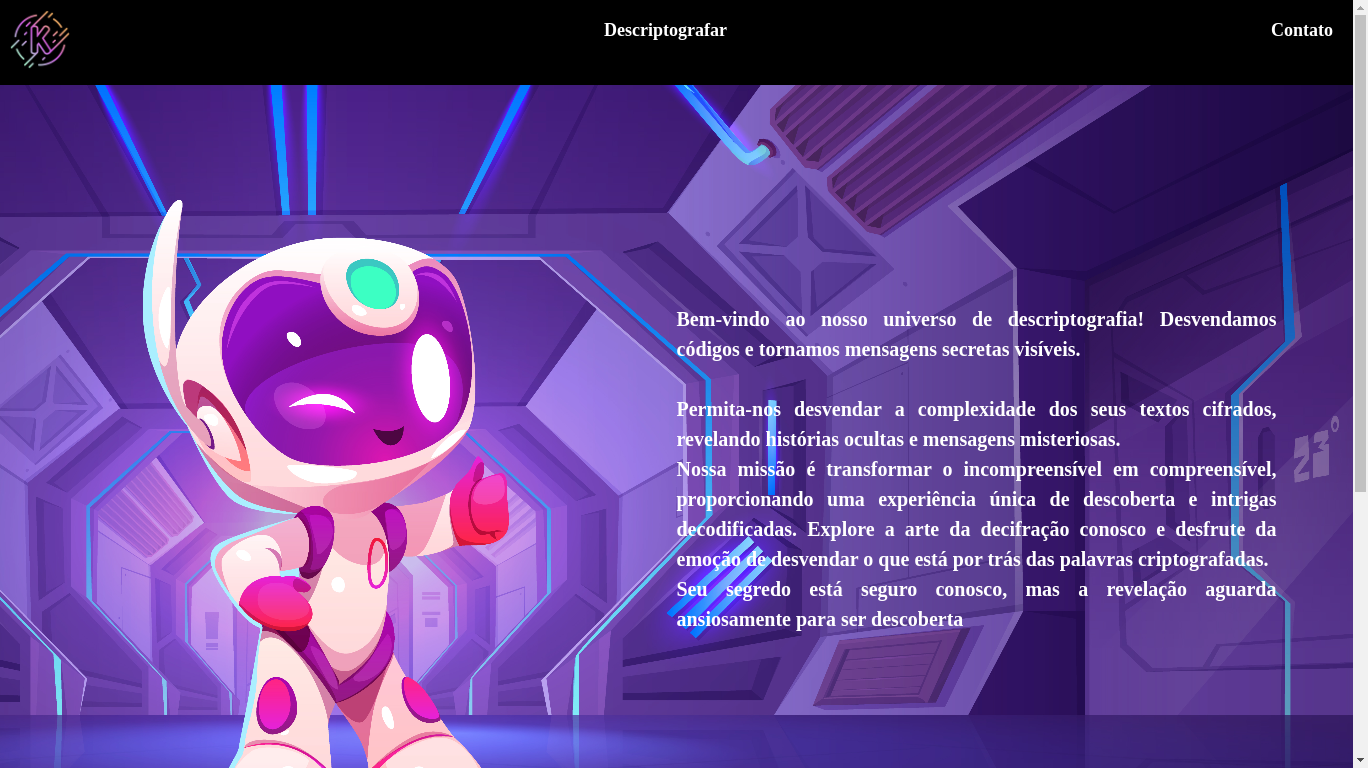 K
Descriptografar
Contato
Bem-vindo ao nosso universo de descriptografia! Desvendamos
códigos e tornamos mensagens secretas visíveis.
Permita-nos desvendar a complexidade dos seus textos cifrados,
revelando histórias ocultas e mensagens misteriosas.
Nossa missão é transformar o incompreensível em compreensível,
proporcionando uma experiência única de descoberta e intrigas
decodificadas. Explore a arte da decifração conosco e desfrute da
emoção de desvendar o que está por trás das palavras criptografadas.
Seu segredo está seguro conosco, mas a revelação aguarda
ansiosamente para ser descoberta